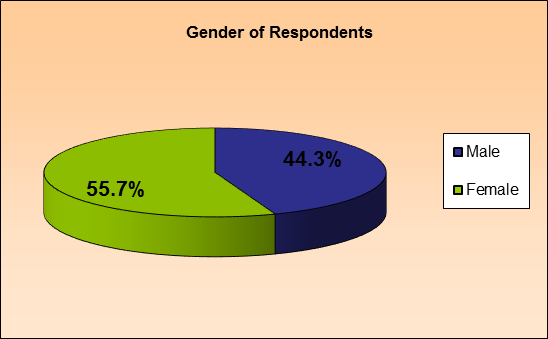 Gender of Respondents
44.3%
55.7%
Male
Female